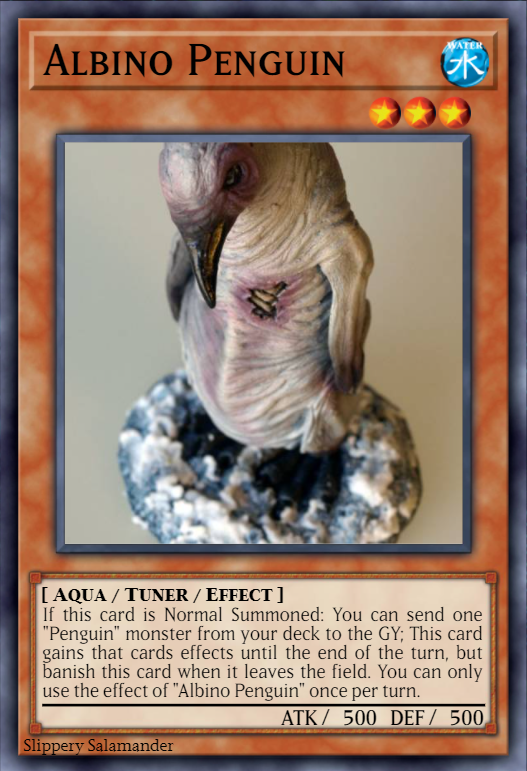 Albino Penguin
WATER
水
[ Aqua / Tuner / Effect ]
If this card is Normal Summoned: You can send one
"Penguin" monster from your deck to the GY; This card
gains that cards effects until the end of the turn, but
banish this card when it leaves the field. You can only
use the effect of "Albino Penguin" once per turn.
ATK / 500 DEF / 500
Slippery Salamander